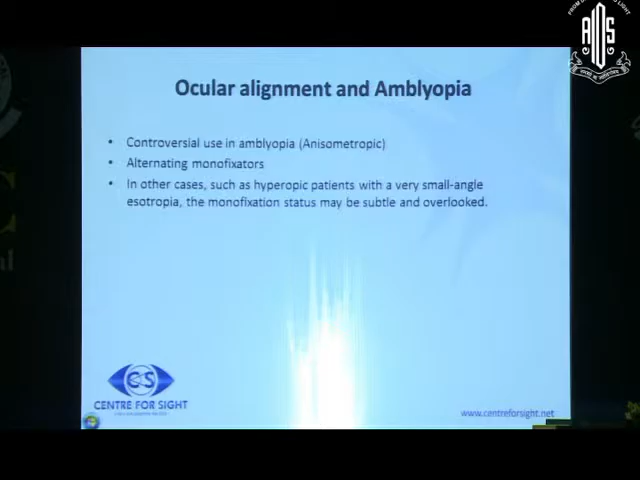 AIOS
Ocular alignment and Amblyopia
• Controversial use in amblyopia (Anisometropic)
• Alternating monofixators
• In other cases, such as hyperopic patients with a very small-angle
esotropia, the monofixation status may be subtle and overlooked.
CENTRE FOR SIGHT
www.centreforsight.net